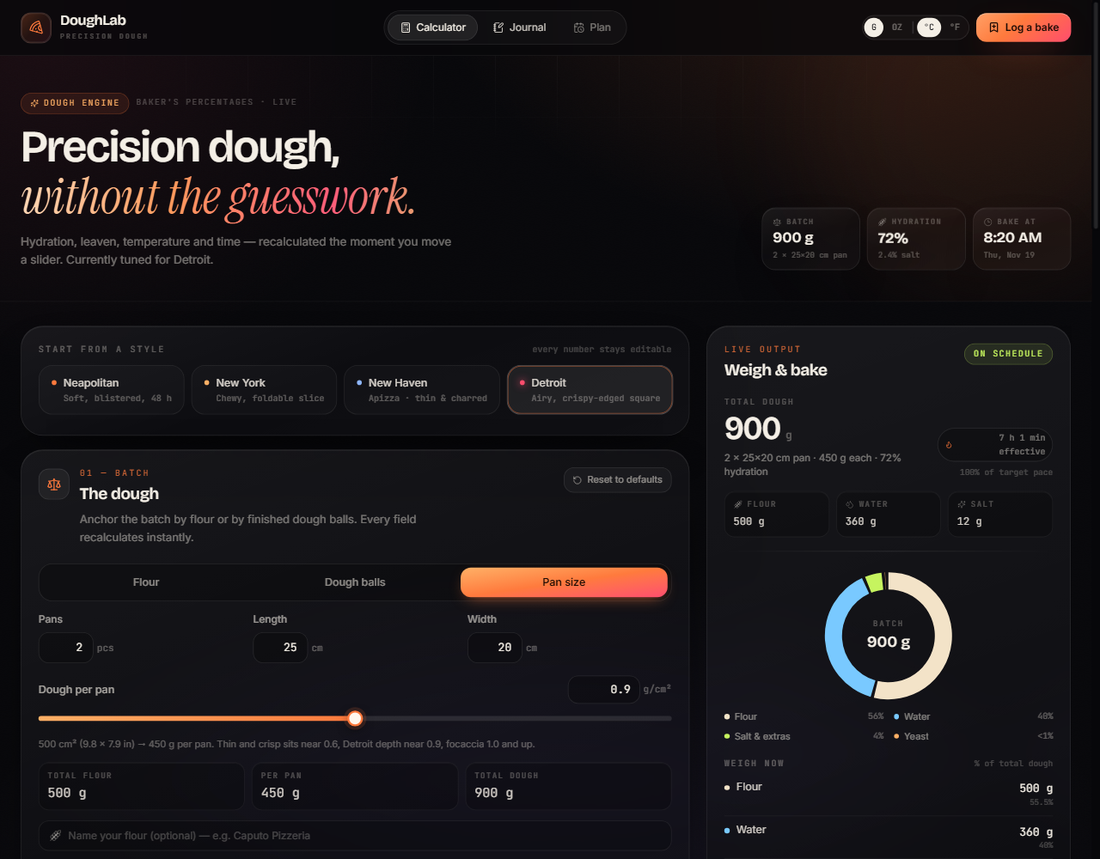 DoughLab
PRECISION DOUGH
Calculator
Journal
Plan
G OZ °C °F
Log a bake
DOUGH ENGINE
BAKER'S PERCENTAGES · LIVE
Precision dough,
without the guesswork.
Hydration, leaven, temperature and time — recalculated the moment you move
a slider. Currently tuned for Detroit.
BATCH
900 g
2 × 25×20 cm pan
HYDRATION
72%
2.4% salt
BAKE AT
8:20 AM
Thu, Nov 19
START FROM A STYLE
every number stays editable
Neapolitan
Soft, blistered, 48 h
New York
Chewy, foldable slice
New Haven
Apizza · thin & charred
Detroit
Airy, crispy-edged square
01 — BATCH
The dough
Reset to defaults
Anchor the batch by flour or by finished dough balls. Every field
recalculates instantly.
Flour
Dough balls
Pan size
Pans
2 pcs
Length
25 cm
Width
20 cm
Dough per pan
0.9 g/cm²
500 cm² (9.8 × 7.9 in) → 450 g per pan. Thin and crisp sits near 0.6, Detroit depth near 0.9, focaccia 1.0 and up.
TOTAL FLOUR
500 g
PER PAN
450 g
TOTAL DOUGH
900 g
Name your flour (optional) — e.g. Caputo Pizzeria
LIVE OUTPUT
Weigh & bake
ON SCHEDULE
TOTAL DOUGH
900 g
2 × 25×20 cm pan · 450 g each · 72%
hydration
7 h 1 min
effective
100% of target pace
FLOUR
500 g
WATER
360 g
SALT
12 g
BATCH
900 g
Flour 56%
Water 40%
Salt & extras 4%
Yeast <1%
WEIGH NOW
% of total dough
Flour
500 g
55.5%
Water
360 g
40%